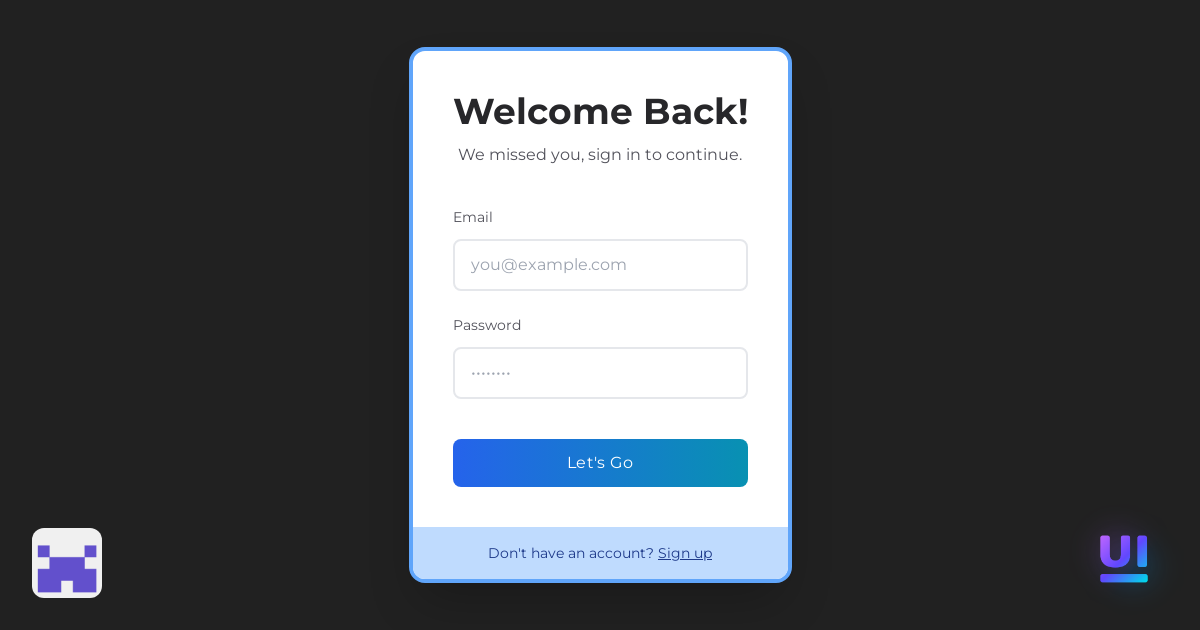 Welcome Back!
We missed you, sign in to continue.
Email
you@example.com
Password
••••••••
Let's Go
Don't have an account? Sign up
UI